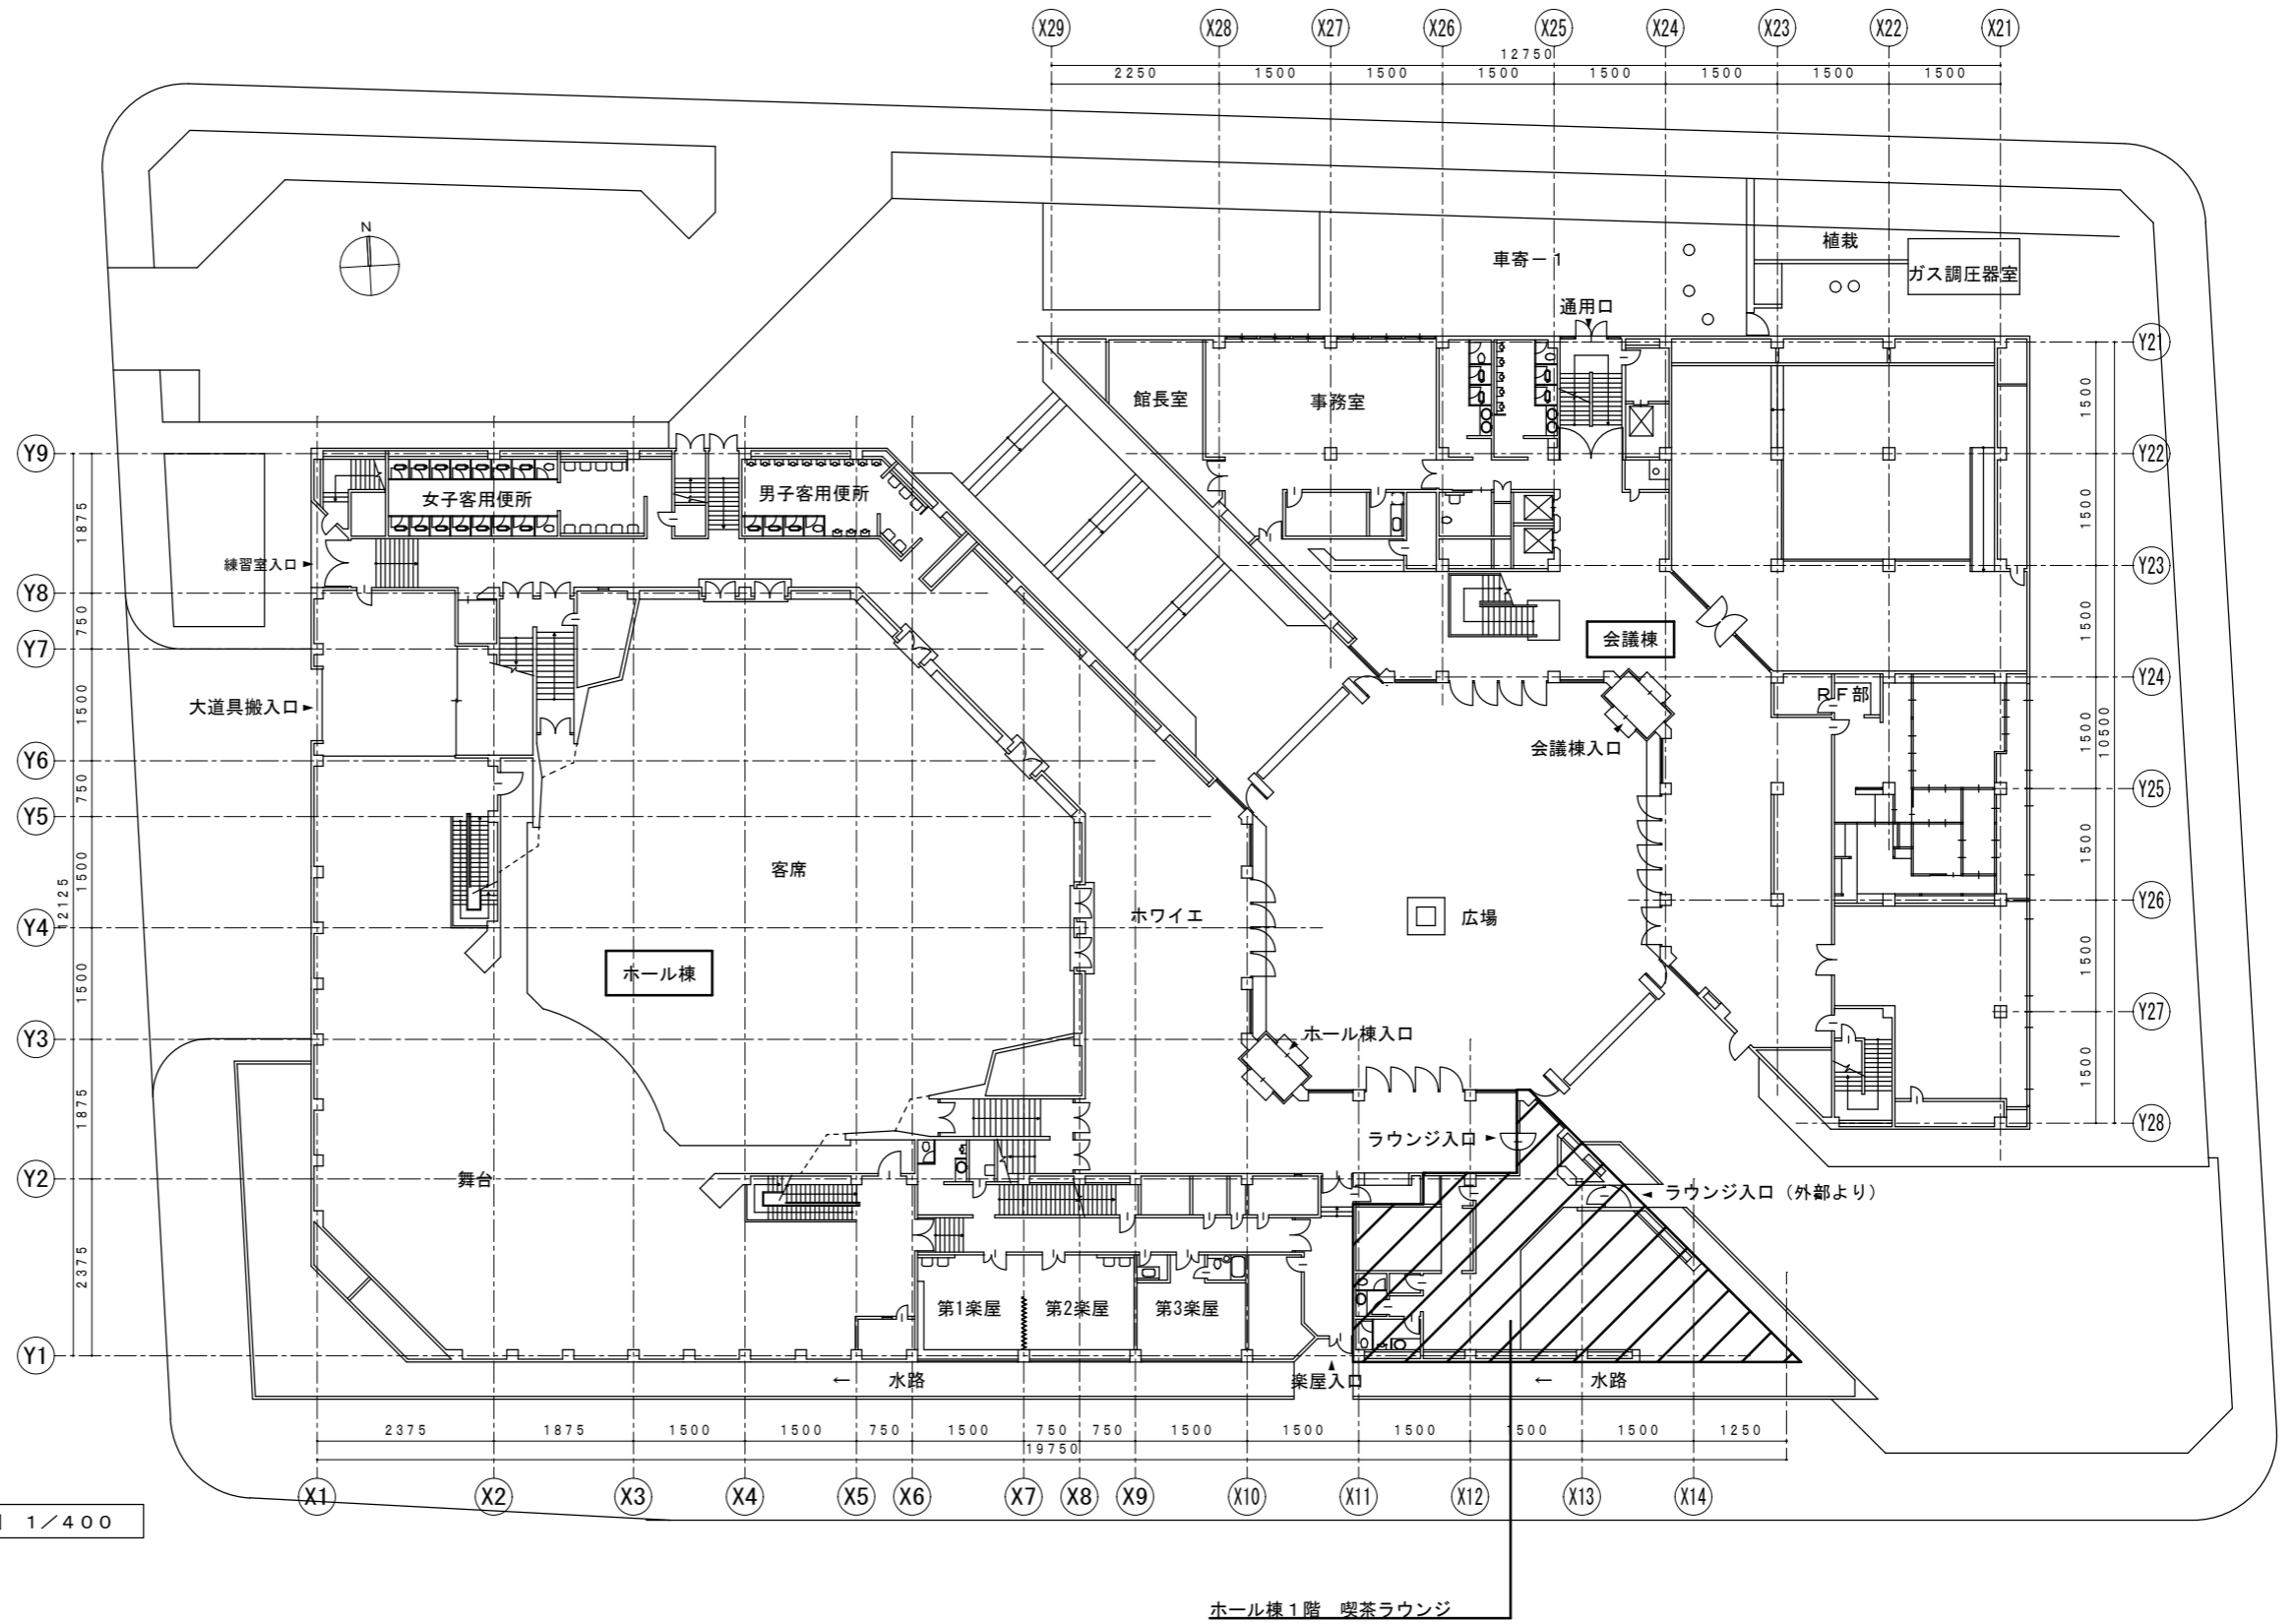 X29 X28 X27 X26 X25 X24 X23 X22 X21
12750
2250 1500 1500 1500 1500 1500 1500 1500
N
植栽
車寄-1
ガス調圧器室
通用口
Y21
館長室
事務室
1500
Y9
Y22
女子客用便所
男子客用便所
1875
1500
練習室入口
Y23
Y8
750
1500
会議棟
Y7
Y24
RF部
1500
大道具搬入口
1500
10500
会議棟入口
Y6
750
Y25
Y5
1500
客席
1500
12125
Y26
ホワイエ
広場
Y4
ホール棟
1500
1500
Y27
Y3
ホール棟入口
1500
1875
Y28
ラウンジ入口
Y2
舞台
ラウンジ入口(外部より)
2375
第1楽屋 第2楽屋 第3楽屋
Y1
← 水路
楽屋入口
← 水路
2375 1875 1500 1500 750 1500 750 750 1500 1500 1500 1500 1500 1250
19750
X1 X2 X3 X4 X5 X6 X7 X8 X9 X10 X11 X12 X13 X14
1/400
ホール棟1階 喫茶ラウンジ